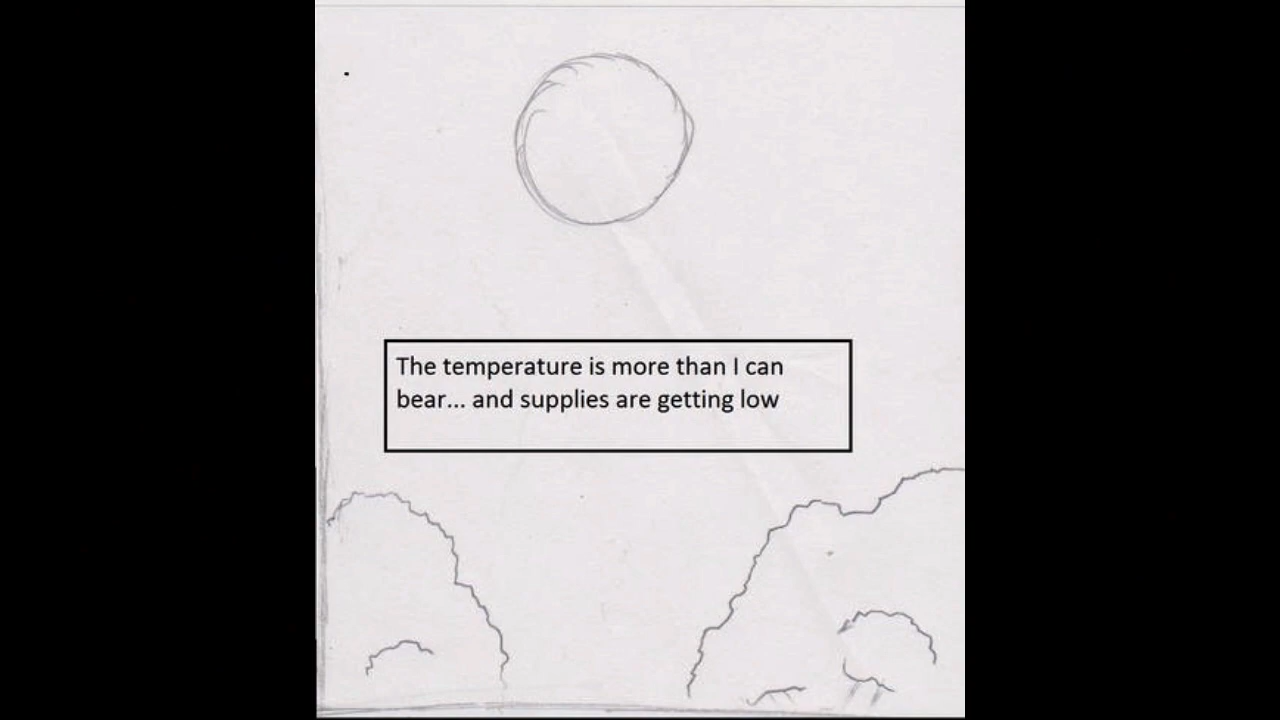 The temperature is more than I can
bear... and supplies are getting low